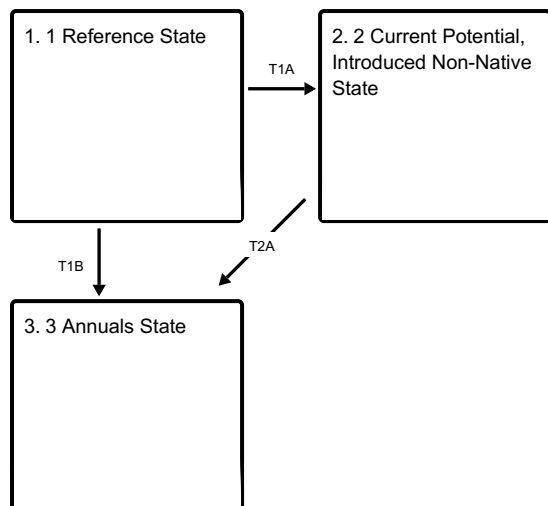 1. 1 Reference State
T1A
2. 2 Current Potential,
Introduced Non-Native
State
T1B
T2A
3. 3 Annuals State